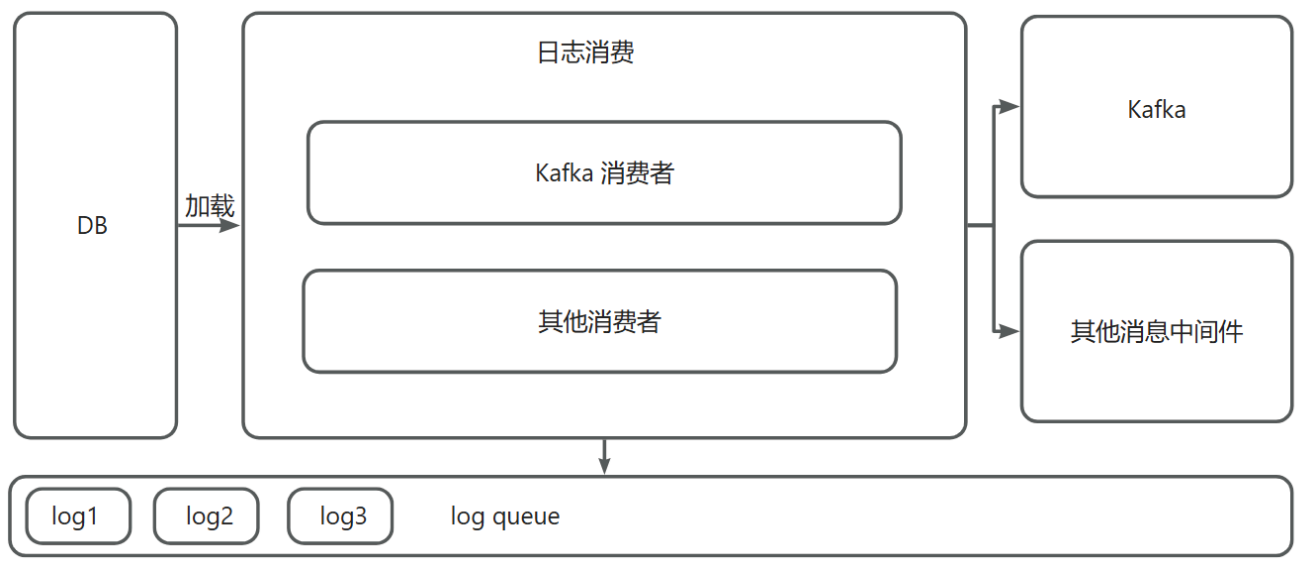 日志消费
Kafka
Kafka 消费者
加载
DB
其他消费者
其他消息中间件
log1
log2
log3
log queue